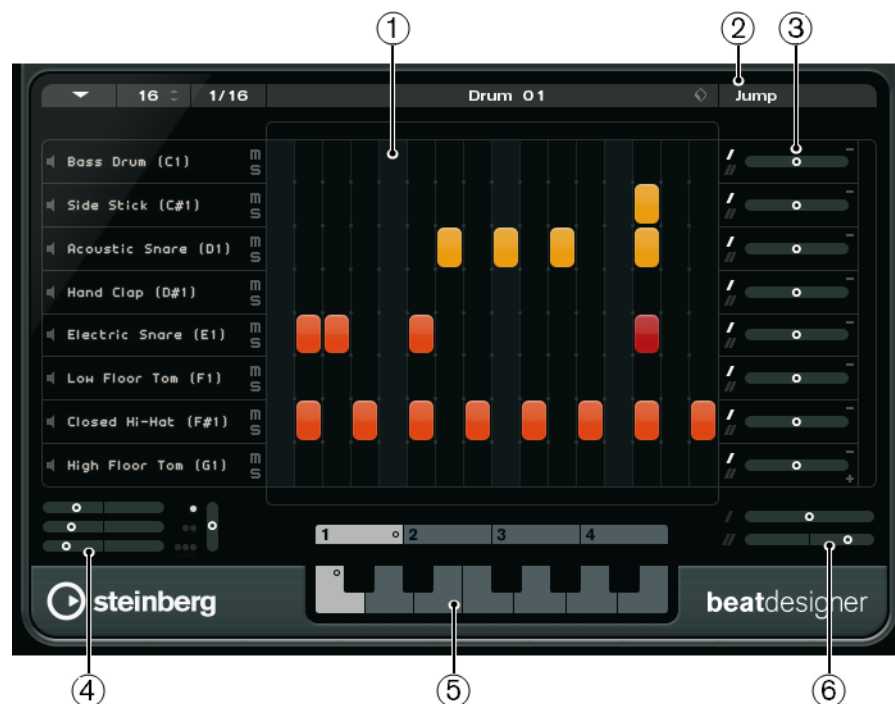 ① ② ③
16 1/16 Drum 01 Jump
Bass Drum (C1) m s
Side Stick (C#1) m s
Acoustic Snare (D1) m s
Hand Clap (D#1) m s
Electric Snare (E1) m s
Low Floor Tom (F1) m s
Closed Hi-Hat (F#1) m s
High Floor Tom (G1) m s
1 2 3 4
steinberg beatdesigner
④ ⑤ ⑥